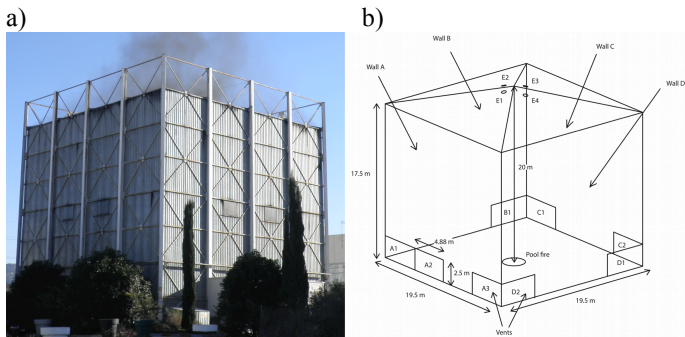 a)
b)
Wall B
Wall C
Wall A
Wall D
E2
E3
E1
E4
17.5 m
20 m
B1
C1
4.88 m
A1
C2
A2
2.5 m
Pool fire
D1
A3
D2
19.5 m
19.5 m
Vents